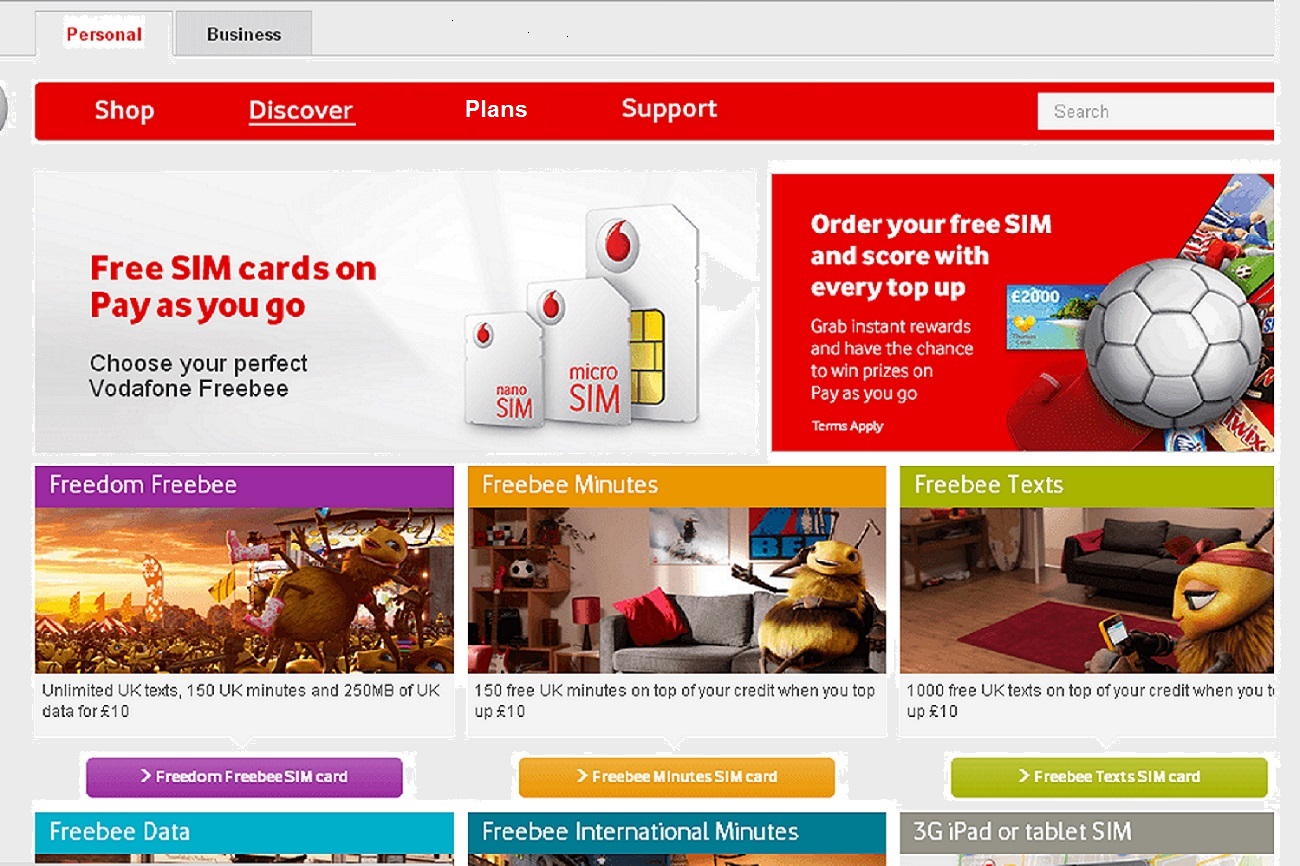 Personal
Business
Shop
Discover
Plans
Support
Search
Free SIM cards on
Pay as you go
Choose your perfect
Vodafone Freebee
nano
SIM
micro
SIM
Order your free SIM
and score with
every top up
Grab instant rewards
and have the chance
to win prizes on
Pay as you go
Terms Apply
£2000
Freedom Freebee
Freebee Minutes
Freebee Texts
BEE
Unlimited UK texts, 150 UK minutes and 250MB of UK
data for £10
150 free UK minutes on top of your credit when you top
up £10
1000 free UK texts on top of your credit when you t
up £10
> Freedom Freebee SIM card
> Freebee Minutes SIM card
> Freebee Texts SIM card
Freebee Data
Freebee International Minutes
3G iPad or tablet SIM